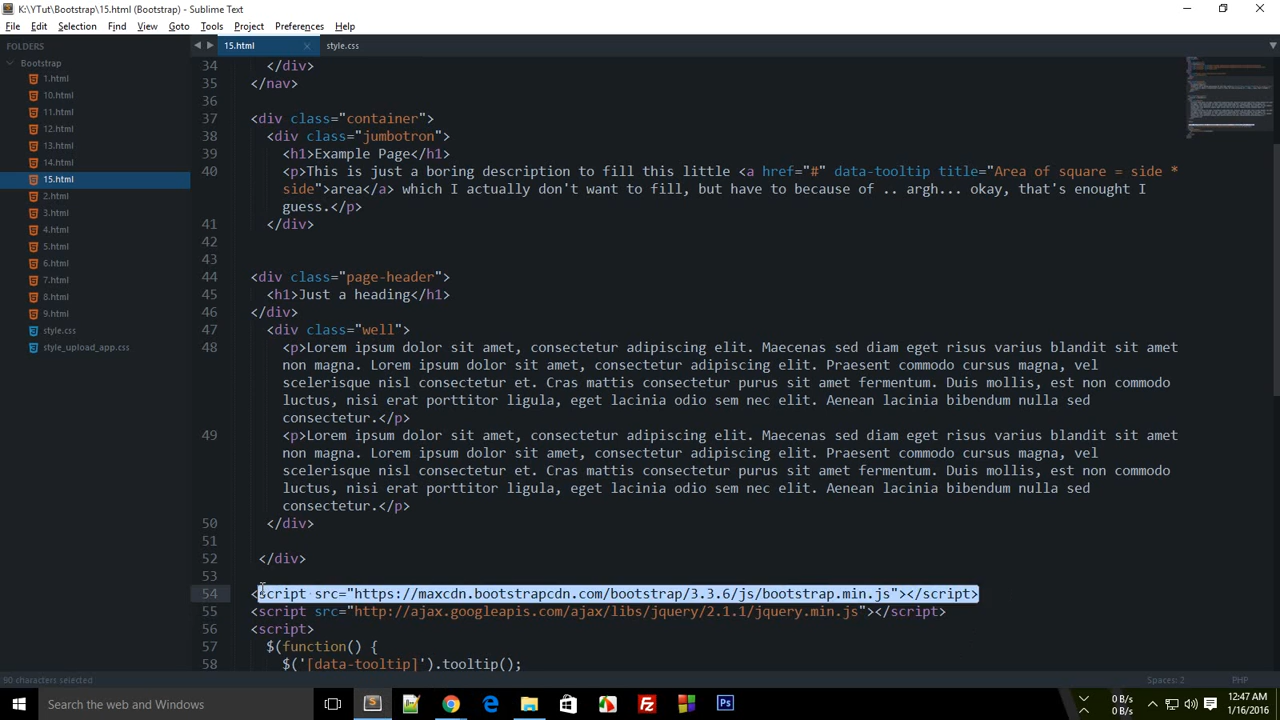 K:\YTut\Bootstrap\15.html (Bootstrap) - Sublime Text
File Edit Selection Find View Goto Tools Project Preferences Help
FOLDERS
Bootstrap
1.html
10.html
11.html
12.html
13.html
14.html
15.html
2.html
3.html
4.html
5.html
6.html
7.html
8.html
9.html
style.css
style_upload_app.css
15.html × style.css
34 </div>
35 </nav>
36
37 <div class="container">
38 <div class="jumbotron">
39 <h1>Example Page</h1>
40 <p>This is just a boring description to fill this little <a href="#" data-tooltip title="Area of square = side *
side">area</a> which I actually don't want to fill, but have to because of .. argh... okay, that's enought I
guess.</p>
41 </div>
42
43
44 <div class="page-header">
45 <h1>Just a heading</h1>
46 </div>
47 <div class="well">
48 <p>Lorem ipsum dolor sit amet, consectetur adipiscing elit. Maecenas sed diam eget risus varius blandit sit amet
non magna. Lorem ipsum dolor sit amet, consectetur adipiscing elit. Praesent commodo cursus magna, vel
scelerisque nisl consectetur et. Cras mattis consectetur purus sit amet fermentum. Duis mollis, est non commodo
luctus, nisi erat porttitor ligula, eget lacinia odio sem nec elit. Aenean lacinia bibendum nulla sed
consectetur.</p>
49 <p>Lorem ipsum dolor sit amet, consectetur adipiscing elit. Maecenas sed diam eget risus varius blandit sit amet
non magna. Lorem ipsum dolor sit amet, consectetur adipiscing elit. Praesent commodo cursus magna, vel
scelerisque nisl consectetur et. Cras mattis consectetur purus sit amet fermentum. Duis mollis, est non commodo
luctus, nisi erat porttitor ligula, eget lacinia odio sem nec elit. Aenean lacinia bibendum nulla sed
consectetur.</p>
50 </div>
51
52 </div>
53
54 <script src="https://maxcdn.bootstrapcdn.com/bootstrap/3.3.6/js/bootstrap.min.js"></script>
55 <script src="http://ajax.googleapis.com/ajax/libs/jquery/2.1.1/jquery.min.js"></script>
56 <script>
57 $(function() {
58 $('[data-tooltip]').tooltip();
90 characters selected Spaces: 2 PHP
Search the web and Windows
Ps
0 B/s
0 B/s
12:47 AM
1/16/2016